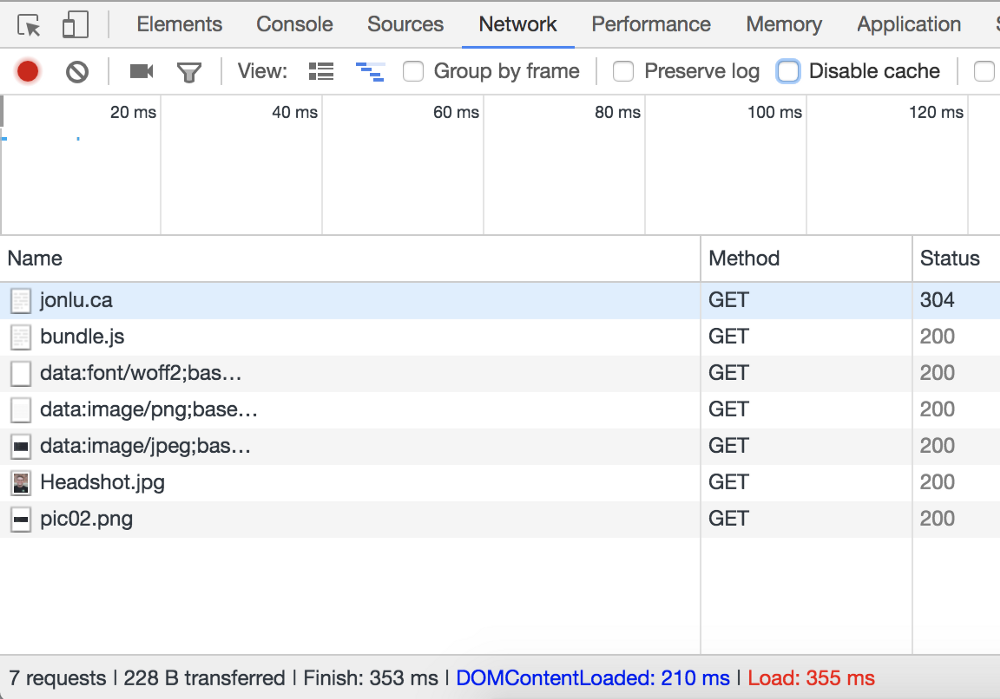 Elements Console Sources Network Performance Memory Application
View: Group by frame Preserve log Disable cache
20 ms 40 ms 60 ms 80 ms 100 ms 120 ms
Name Method Status
jonlu.ca GET 304
bundle.js GET 200
data:font/woff2;bas… GET 200
data:image/png;base… GET 200
data:image/jpeg;bas… GET 200
Headshot.jpg GET 200
pic02.png GET 200
7 requests | 228 B transferred | Finish: 353 ms | DOMContentLoaded: 210 ms | Load: 355 ms